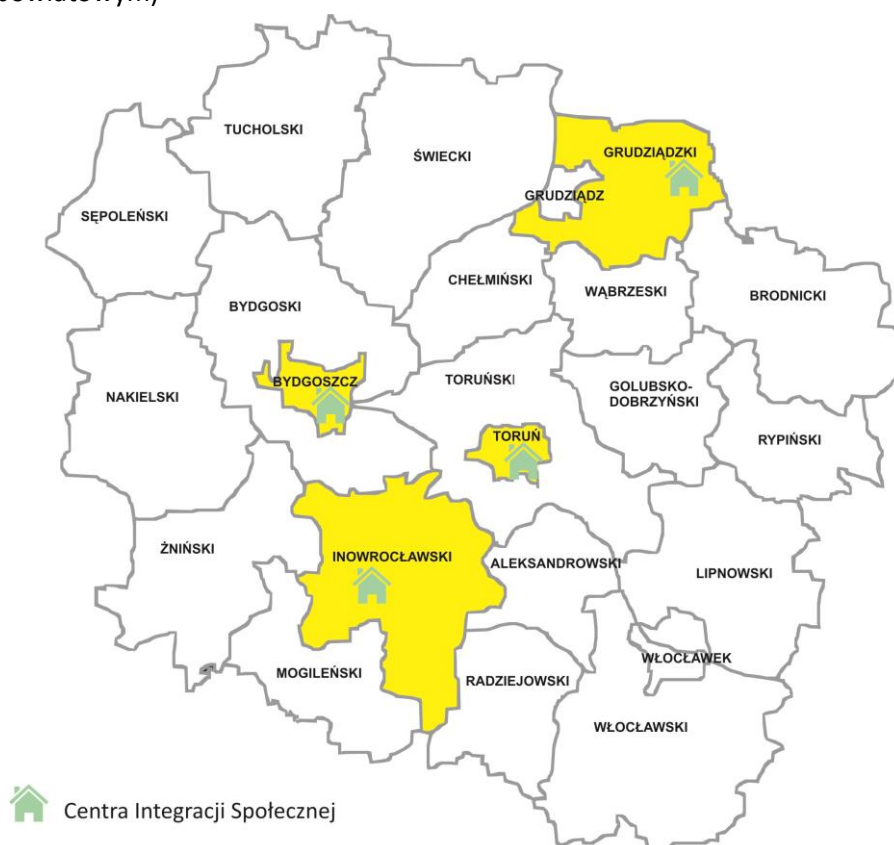 TUCHOLSKI
ŚWIECKI
GRUDZIĄDZKI
GRUDZIĄDZ
SĘPOLEŃSKI
CHEŁMIŃSKI
WĄBRZESKI
BRODNICKI
BYDGOSKI
BYDGOSZCZ
TORUŃSKI
GOLUBSKO-
DOBRZYŃSKI
NAKIELSKI
TORUŃ
RYPIŃSKI
ŻNIŃSKI
INOWROCŁAWSKI
ALEKSANDROWSKI
LIPNOWSKI
WŁOCŁAWEK
MOGILEŃSKI
RADZIEJOWSKI
WŁOCŁAWSKI
Centra Integracji Społecznej